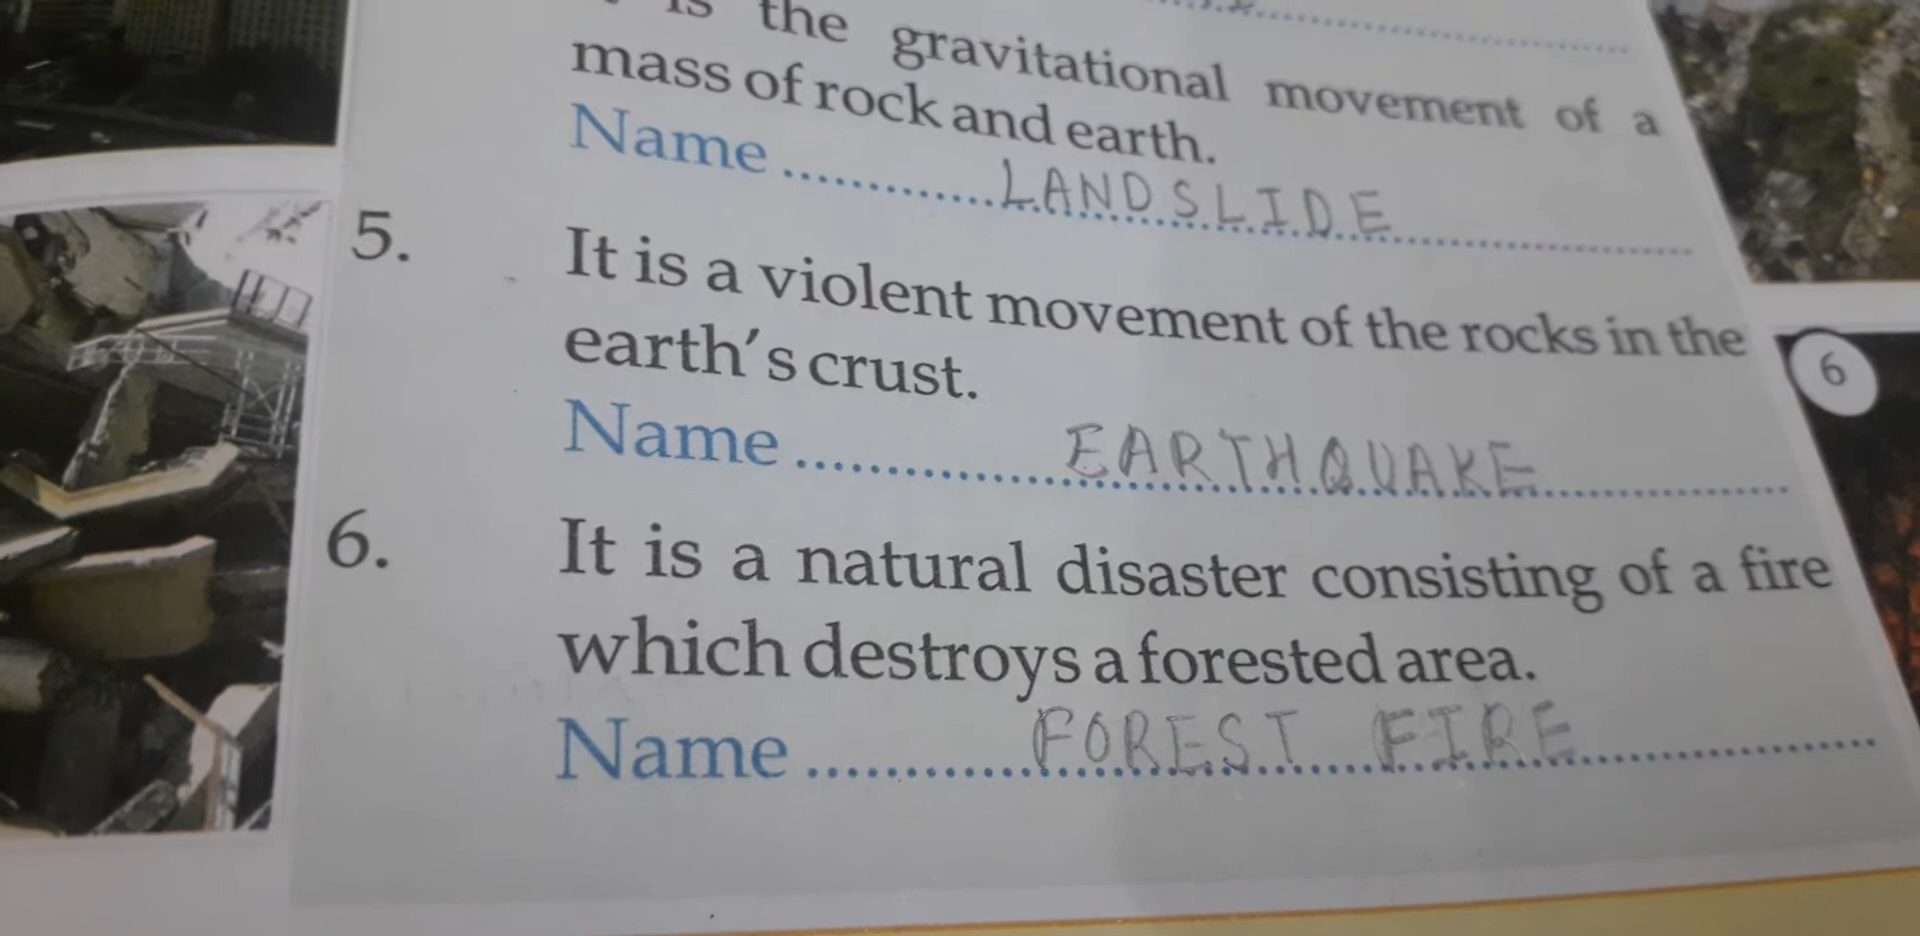 is the gravitational movement of a
mass of rock and earth.
Name ............ LANDSLIDE
5. It is a violent movement of the rocks in the
earth's crust.
Name ............ EARTHQUAKE
6. It is a natural disaster consisting of a fire
which destroys a forested area.
Name ............ FOREST FIRE
6